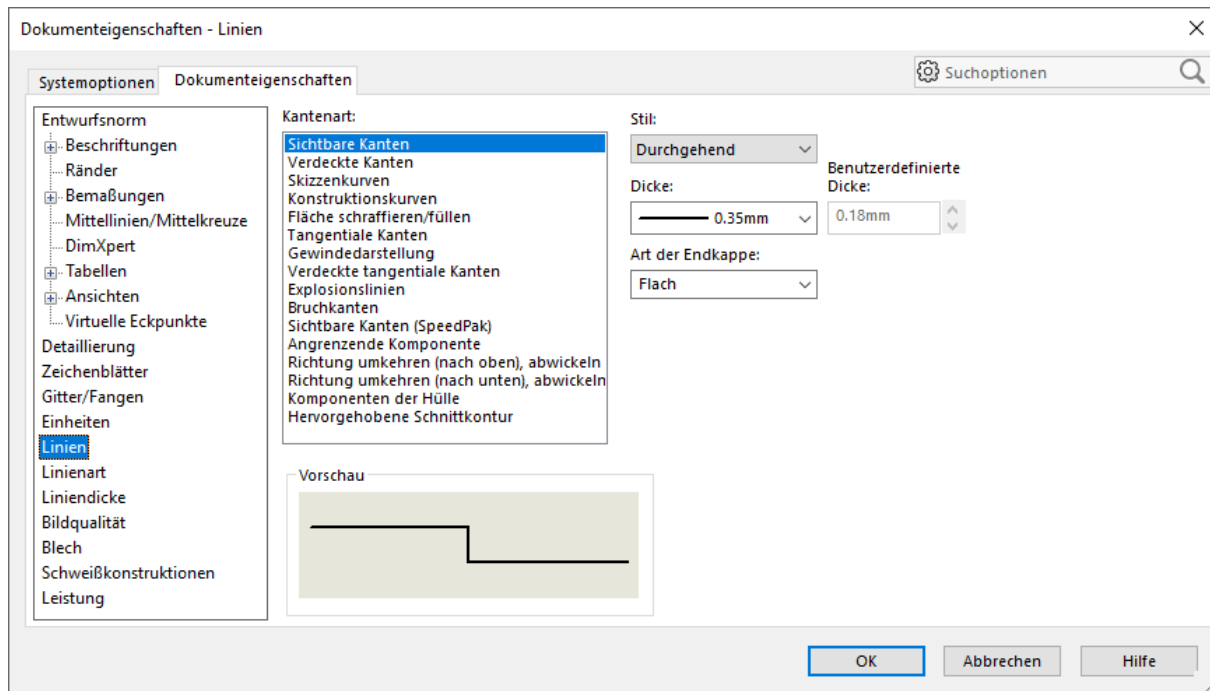 Dokumenteigenschaften - Linien
Systemoptionen
Dokumenteigenschaften
Suchoptionen
Entwurfsnorm
Beschriftungen
Ränder
Bemaßungen
Mittellinien/Mittelkreuze
DimXpert
Tabellen
Ansichten
Virtuelle Eckpunkte
Detaillierung
Zeichenblätter
Gitter/Fangen
Einheiten
Linien
Linienart
Liniendicke
Bildqualität
Blech
Schweißkonstruktionen
Leistung
Kantenart:
Sichtbare Kanten
Verdeckte Kanten
Skizzenkurven
Konstruktionskurven
Fläche schraffieren/füllen
Tangentiale Kanten
Gewindedarstellung
Verdeckte tangentiale Kanten
Explosionslinien
Bruchkanten
Sichtbare Kanten (SpeedPak)
Angrenzende Komponente
Richtung umkehren (nach oben), abwickeln
Richtung umkehren (nach unten), abwickeln
Komponenten der Hülle
Hervorgehobene Schnittkontur
Vorschau
Stil:
Durchgehend
Dicke:
0.35mm
Benutzerdefinierte
Dicke:
0.18mm
Art der Endkappe:
Flach
OK
Abbrechen
Hilfe